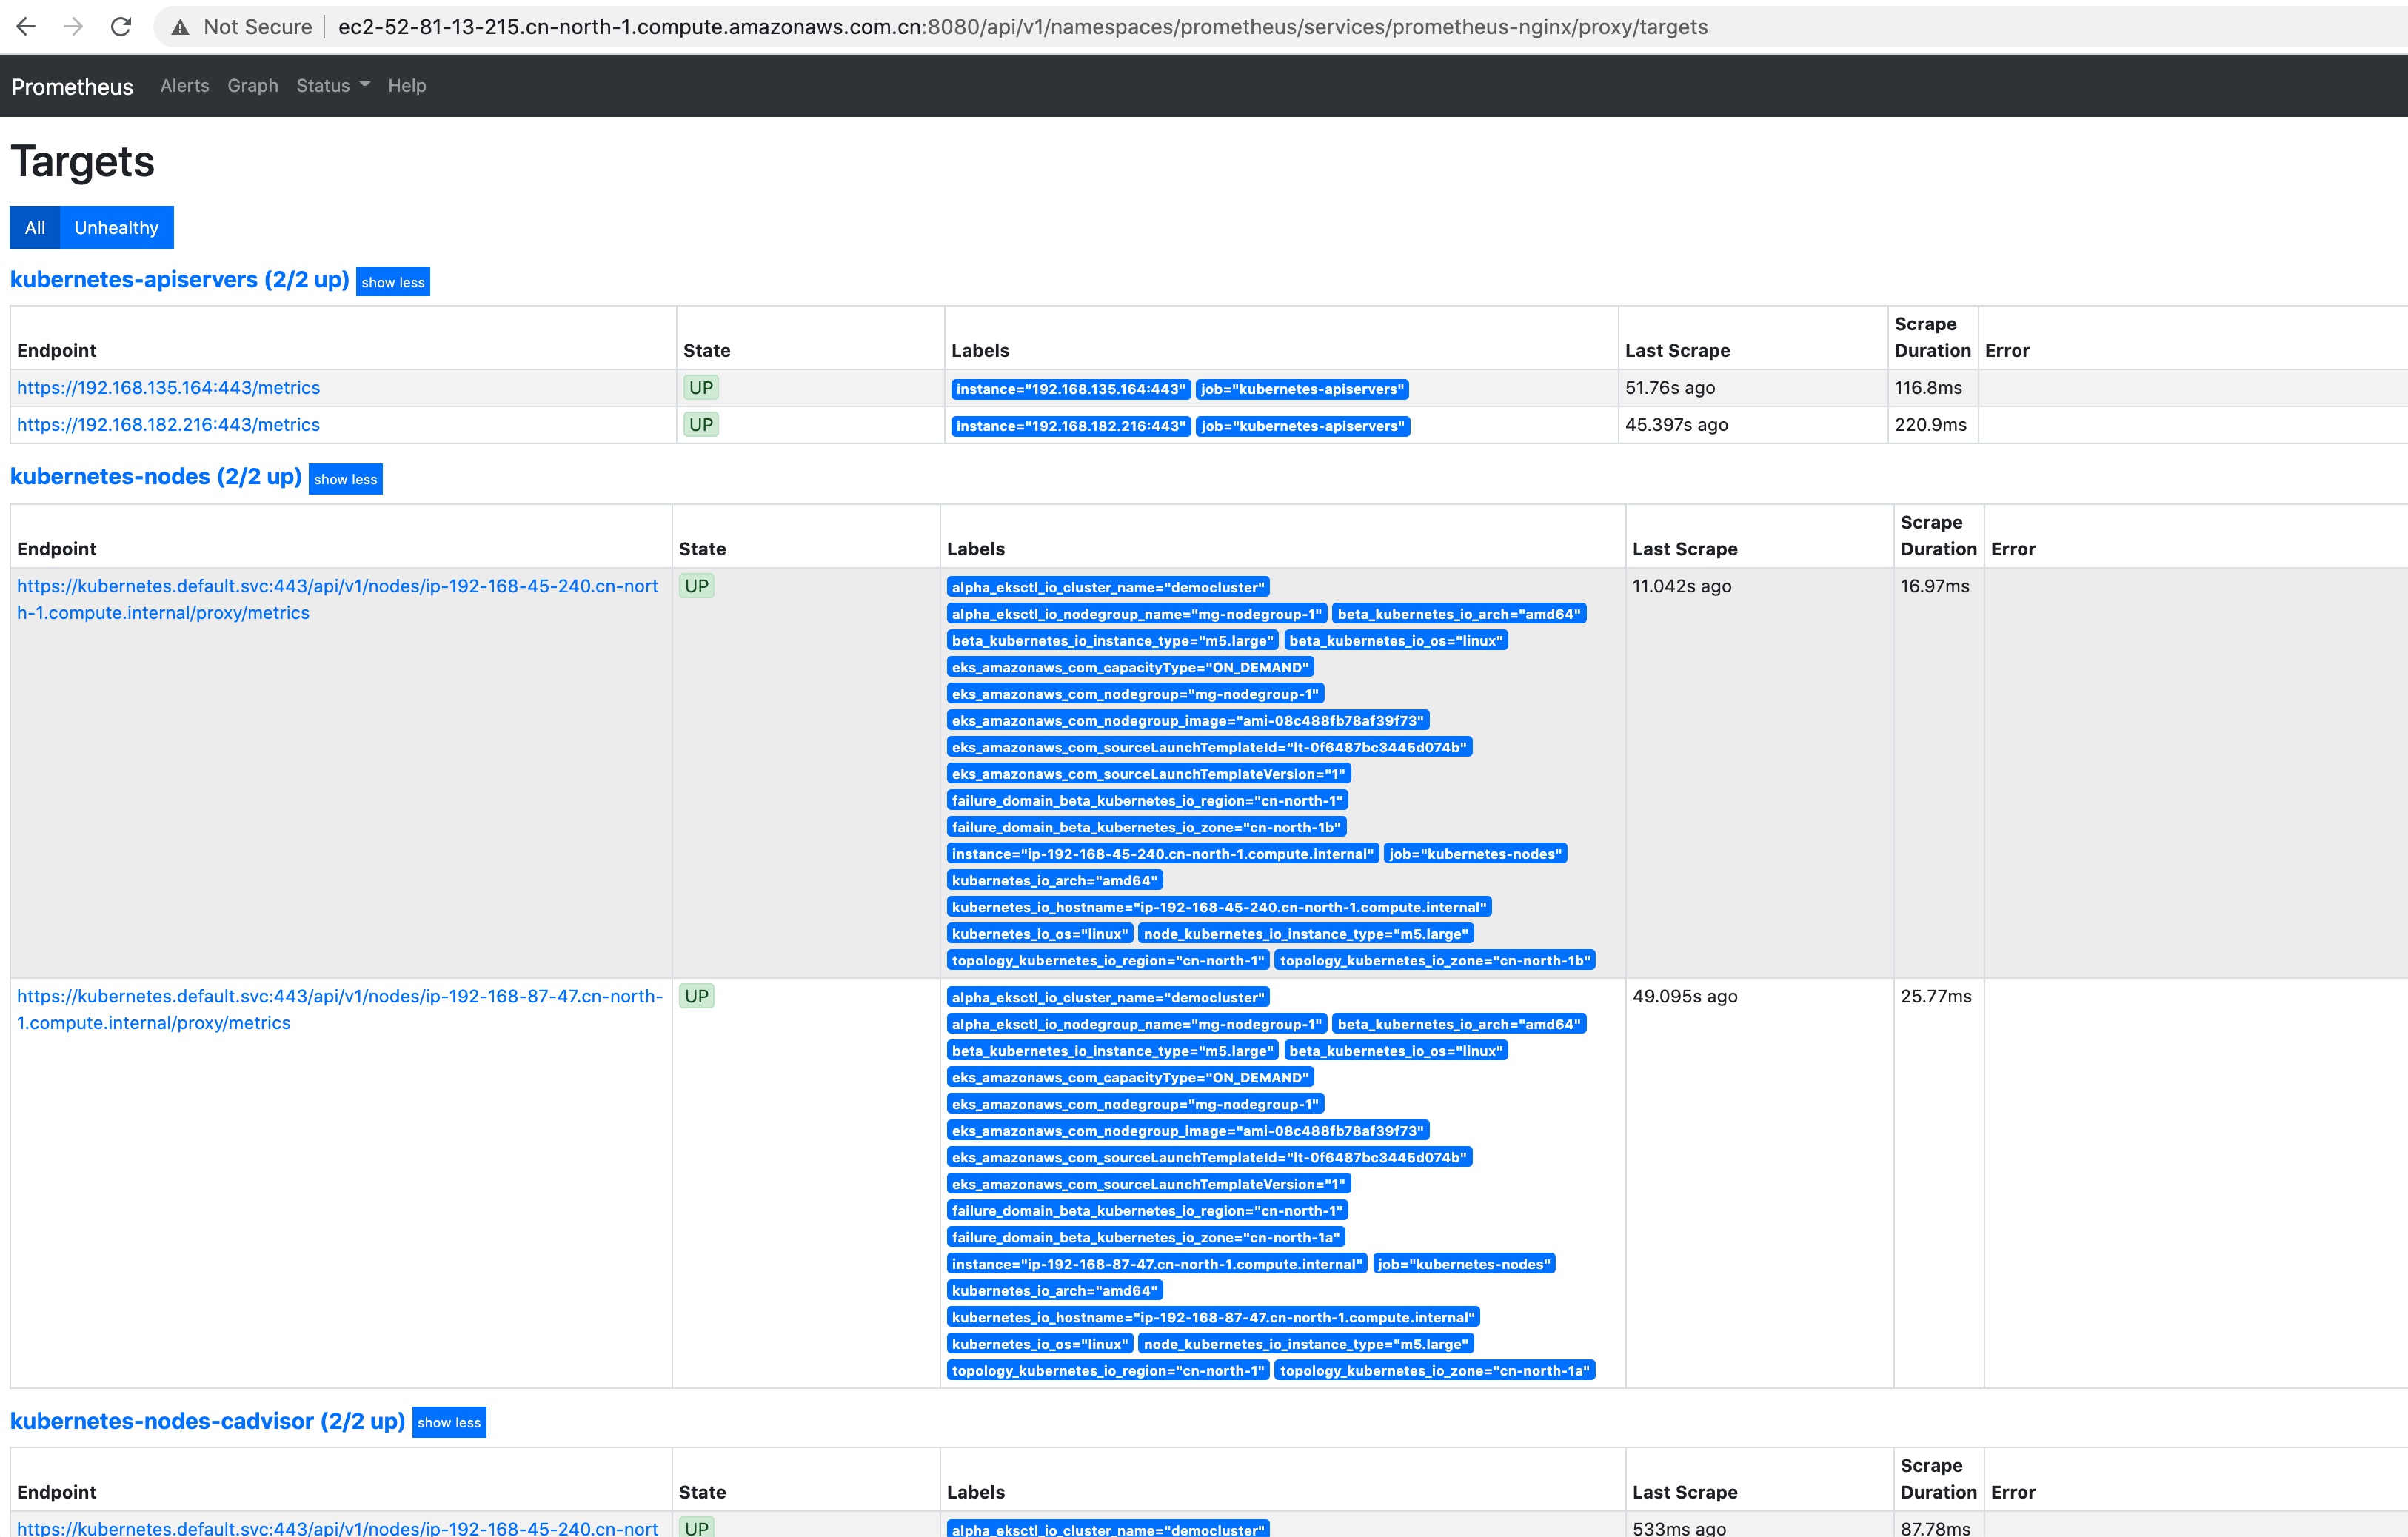 Not Secure ec2-52-81-13-215.cn-north-1.compute.amazonaws.com.cn:8080/api/v1/namespaces/prometheus/services/prometheus-nginx/proxy/targets
Prometheus Alerts Graph Status Help
Targets
All Unhealthy
kubernetes-apiservers (2/2 up) show less
Endpoint State Labels Last Scrape Scrape Duration Error
https://192.168.135.164:443/metrics UP instance="192.168.135.164:443" job="kubernetes-apiservers" 51.76s ago 116.8ms
https://192.168.182.216:443/metrics UP instance="192.168.182.216:443" job="kubernetes-apiservers" 45.397s ago 220.9ms
kubernetes-nodes (2/2 up) show less
Endpoint State Labels Last Scrape Scrape Duration Error
https://kubernetes.default.svc:443/api/v1/nodes/ip-192-168-45-240.cn-nort
h-1.compute.internal/proxy/metrics
UP
alpha_eksctl_io_cluster_name="democluster"
alpha_eksctl_io_nodegroup_name="mg-nodegroup-1" beta_kubernetes_io_arch="amd64"
beta_kubernetes_io_instance_type="m5.large" beta_kubernetes_io_os="linux"
eks_amazonaws_com_capacityType="ON_DEMAND"
eks_amazonaws_com_nodegroup="mg-nodegroup-1"
eks_amazonaws_com_nodegroup_image="ami-08c488fb78af39f73"
eks_amazonaws_com_sourceLaunchTemplateId="lt-0f6487bc3445d074b"
eks_amazonaws_com_sourceLaunchTemplateVersion="1"
failure_domain_beta_kubernetes_io_region="cn-north-1"
failure_domain_beta_kubernetes_io_zone="cn-north-1b"
instance="ip-192-168-45-240.cn-north-1.compute.internal" job="kubernetes-nodes"
kubernetes_io_arch="amd64"
kubernetes_io_hostname="ip-192-168-45-240.cn-north-1.compute.internal"
kubernetes_io_os="linux" node_kubernetes_io_instance_type="m5.large"
topology_kubernetes_io_region="cn-north-1" topology_kubernetes_io_zone="cn-north-1b"
11.042s ago 16.97ms
https://kubernetes.default.svc:443/api/v1/nodes/ip-192-168-87-47.cn-north-
1.compute.internal/proxy/metrics
UP
alpha_eksctl_io_cluster_name="democluster"
alpha_eksctl_io_nodegroup_name="mg-nodegroup-1" beta_kubernetes_io_arch="amd64"
beta_kubernetes_io_instance_type="m5.large" beta_kubernetes_io_os="linux"
eks_amazonaws_com_capacityType="ON_DEMAND"
eks_amazonaws_com_nodegroup="mg-nodegroup-1"
eks_amazonaws_com_nodegroup_image="ami-08c488fb78af39f73"
eks_amazonaws_com_sourceLaunchTemplateId="lt-0f6487bc3445d074b"
eks_amazonaws_com_sourceLaunchTemplateVersion="1"
failure_domain_beta_kubernetes_io_region="cn-north-1"
failure_domain_beta_kubernetes_io_zone="cn-north-1a"
instance="ip-192-168-87-47.cn-north-1.compute.internal" job="kubernetes-nodes"
kubernetes_io_arch="amd64"
kubernetes_io_hostname="ip-192-168-87-47.cn-north-1.compute.internal"
kubernetes_io_os="linux" node_kubernetes_io_instance_type="m5.large"
topology_kubernetes_io_region="cn-north-1" topology_kubernetes_io_zone="cn-north-1a"
49.095s ago 25.77ms
kubernetes-nodes-cadvisor (2/2 up) show less
Endpoint State Labels Last Scrape Scrape Duration Error
https://kubernetes.default.svc:443/api/v1/nodes/ip-192-168-45-240.cn-nort UP alpha_eksctl_io_cluster_name="democluster" 533ms ago 87.78ms